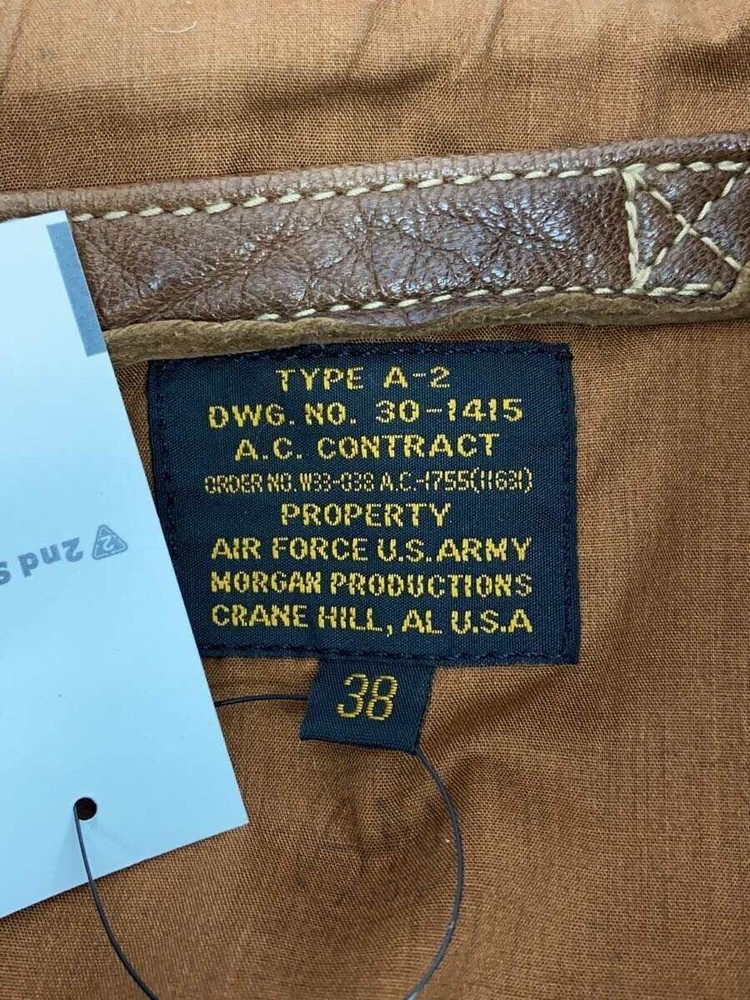 TYPE A-2
DWG. NO. 30-1415
A.C. CONTRACT
ORDER NO. W33-038 A.C.-1755(11631)
PROPERTY
AIR FORCE U.S. ARMY
MORGAN PRODUCTIONS
CRANE HILL, AL U.S.A
38
2nd S